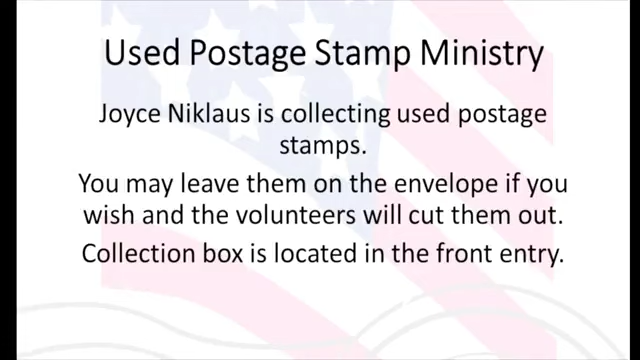 Used Postage Stamp Ministry
Joyce Niklaus is collecting used postage
stamps.
You may leave them on the envelope if you
wish and the volunteers will cut them out.
Collection box is located in the front entry.